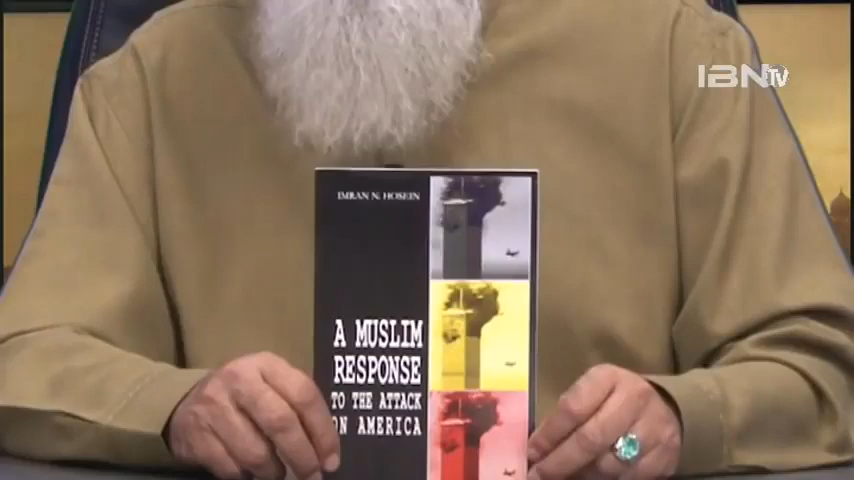 IBN TV
IMRAN N. HOSEIN
A MUSLIM
RESPONSE
TO THE ATTACK
ON AMERICA